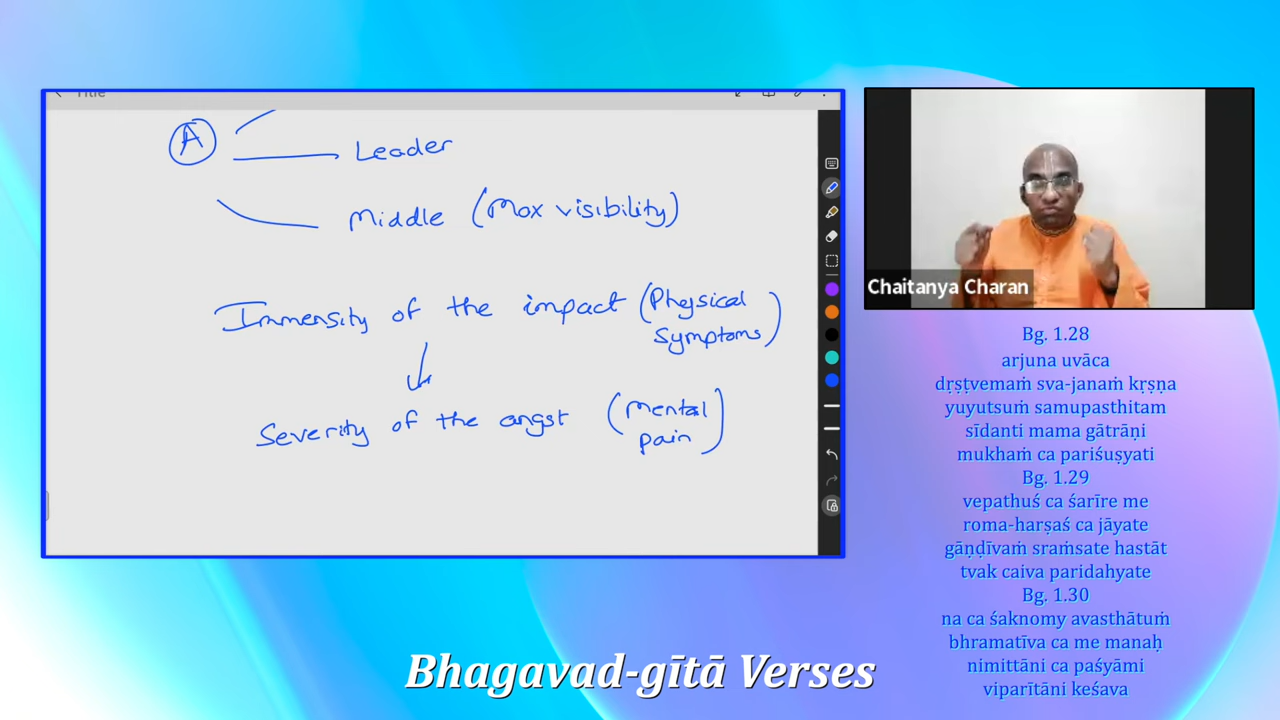 Title
A
Leader
Middle (Max visibility)
Immensity of the impact (Physical
symptoms)
Severity of the angst (Mental
pain)
Chaitanya Charan
Bg. 1.28
arjuna uvāca
dṛṣṭvemaṁ sva-janaṁ kṛṣṇa
yuyutsuṁ samupasthitam
sīdanti mama gātrāṇi
mukhaṁ ca pariśuṣyati
Bg. 1.29
vepathuś ca śarīre me
roma-harṣaś ca jāyate
gāṇḍīvaṁ sraṁsate hastāt
tvak caiva paridahyate
Bg. 1.30
na ca śaknomy avasthātuṁ
bhramatīva ca me manaḥ
nimittāni ca paśyāmi
viparītāni keśava
Bhagavad-gītā Verses